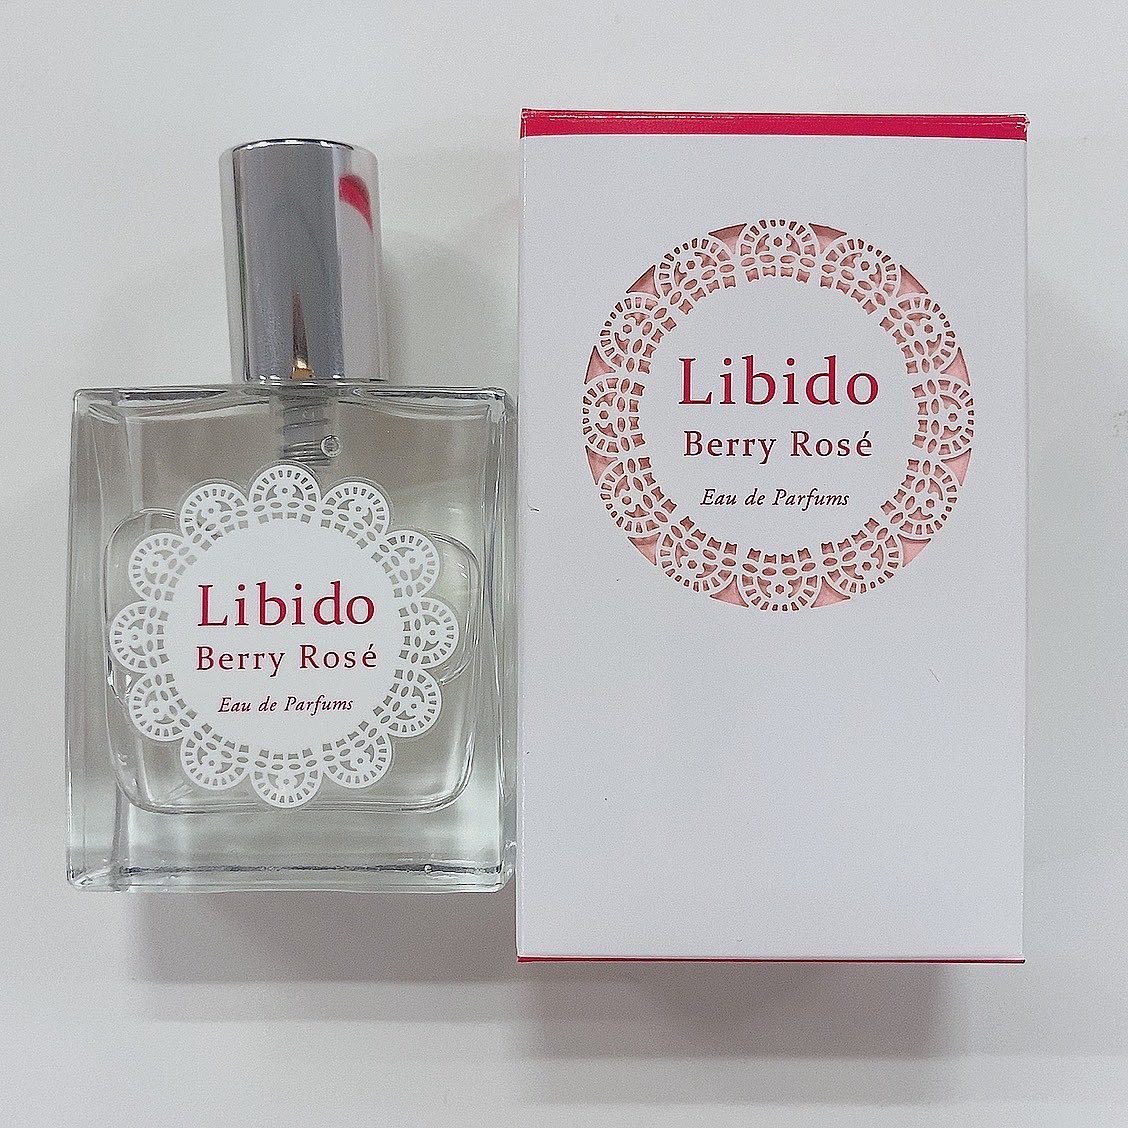 Libido
Berry Rosé
Eau de Parfums
Libido
Berry Rosé
Eau de Parfums